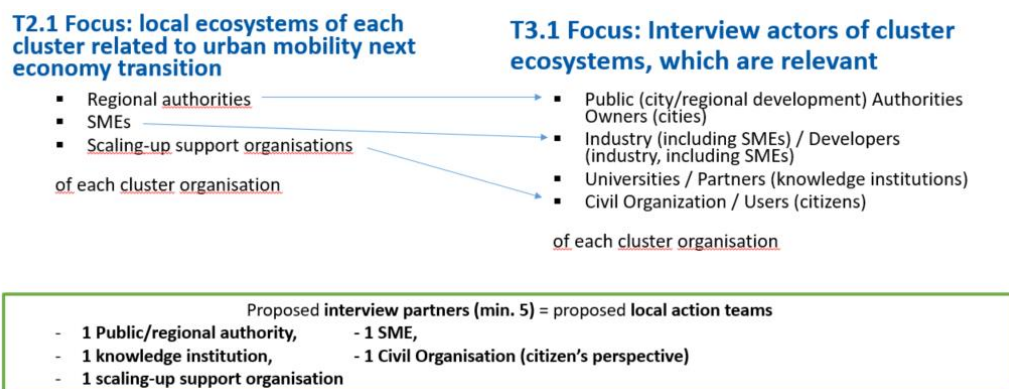 T2.1 Focus: local ecosystems of each
cluster related to urban mobility next
economy transition
▪ Regional authorities
▪ SMEs
▪ Scaling-up support organisations
of each cluster organisation
T3.1 Focus: Interview actors of cluster
ecosystems, which are relevant
▪ Public (city/regional development) Authorities
Owners (cities)
▪ Industry (including SMEs) / Developers
(industry, including SMEs)
▪ Universities / Partners (knowledge institutions)
▪ Civil Organization / Users (citizens)
of each cluster organisation
Proposed interview partners (min. 5) = proposed local action teams
- 1 Public/regional authority, - 1 SME,
- 1 knowledge institution, - 1 Civil Organisation (citizen's perspective)
- 1 scaling-up support organisation